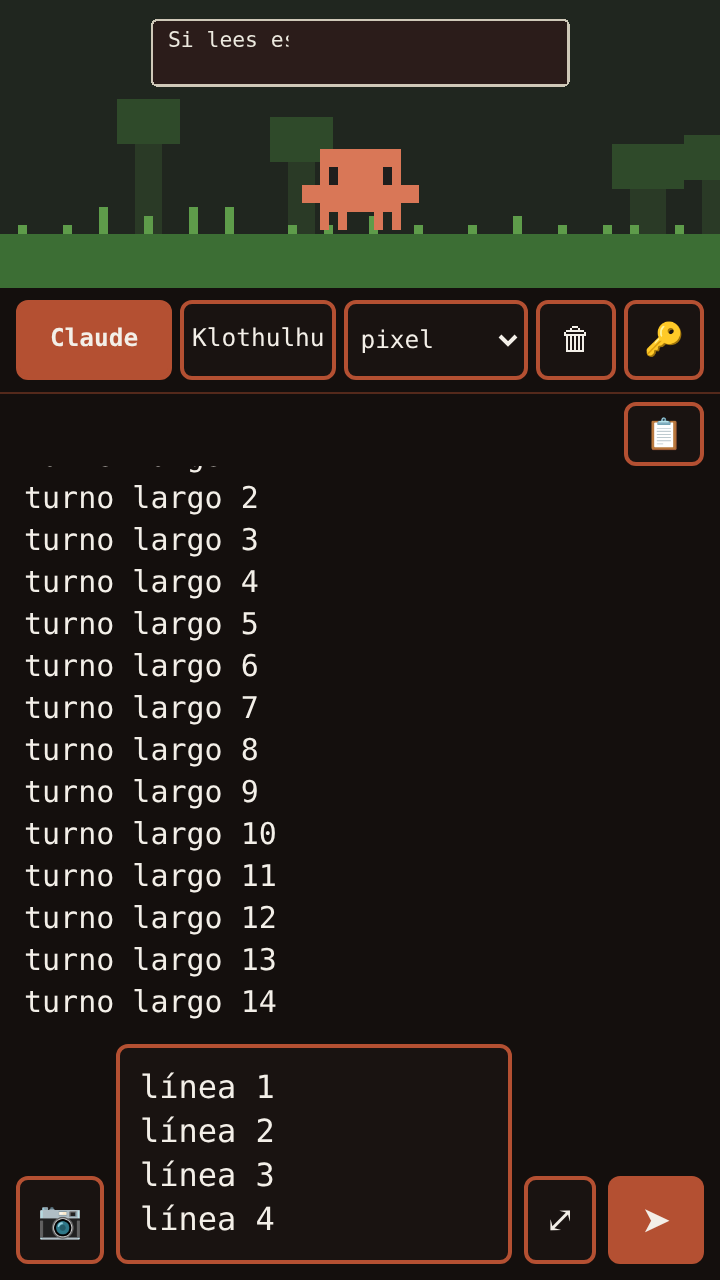 Si lees es
Claude
Klothulhu
pixel
turno largo 2
turno largo 3
turno largo 4
turno largo 5
turno largo 6
turno largo 7
turno largo 8
turno largo 9
turno largo 10
turno largo 11
turno largo 12
turno largo 13
turno largo 14
línea 1
línea 2
línea 3
línea 4